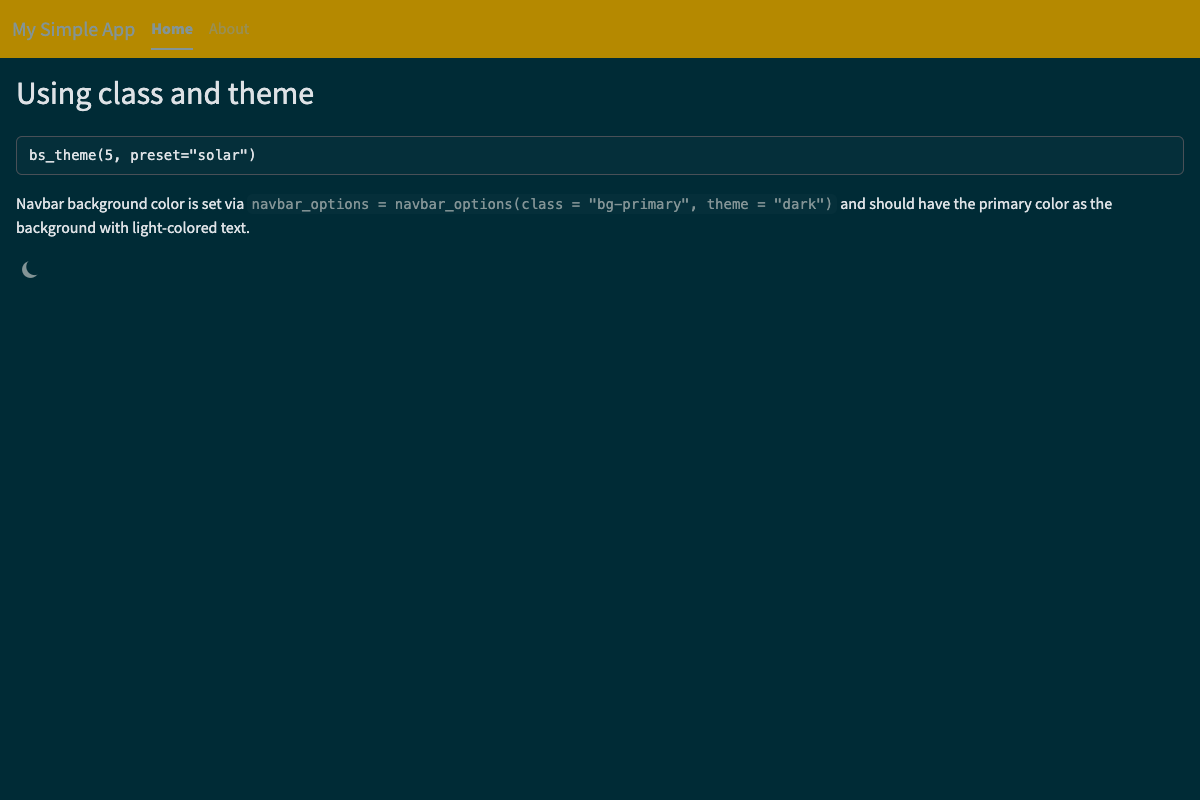 My Simple App Home About
Using class and theme
bs_theme(5, preset="solar")
Navbar background color is set via navbar_options = navbar_options(class = "bg-primary", theme = "dark") and should have the primary color as the
background with light-colored text.